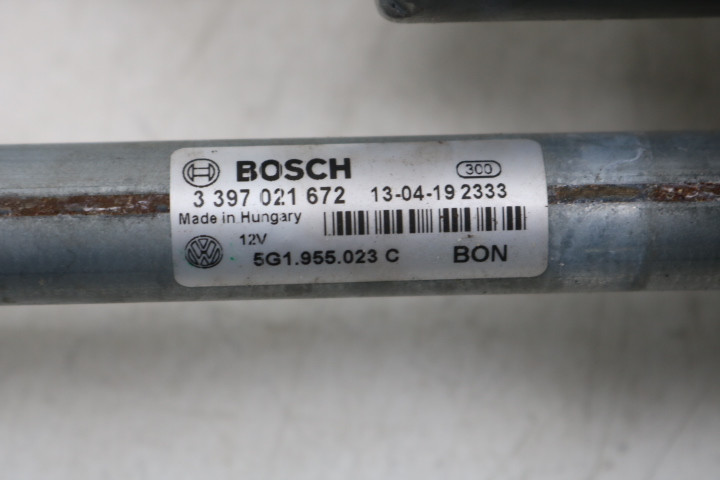 BOSCH 300
3 397 021 672 13-04-19 2333
Made in Hungary
12V
5G1.955.023 C BON